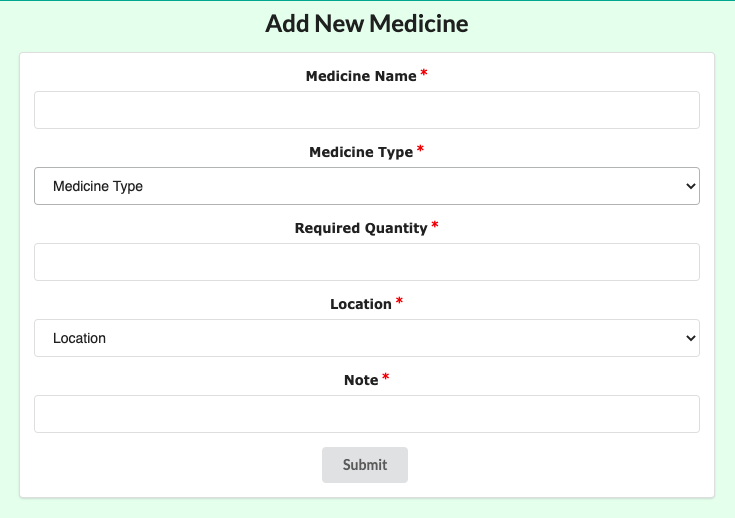 Add New Medicine
Medicine Name *
Medicine Type *
Medicine Type
Required Quantity *
Location *
Location
Note *
Submit